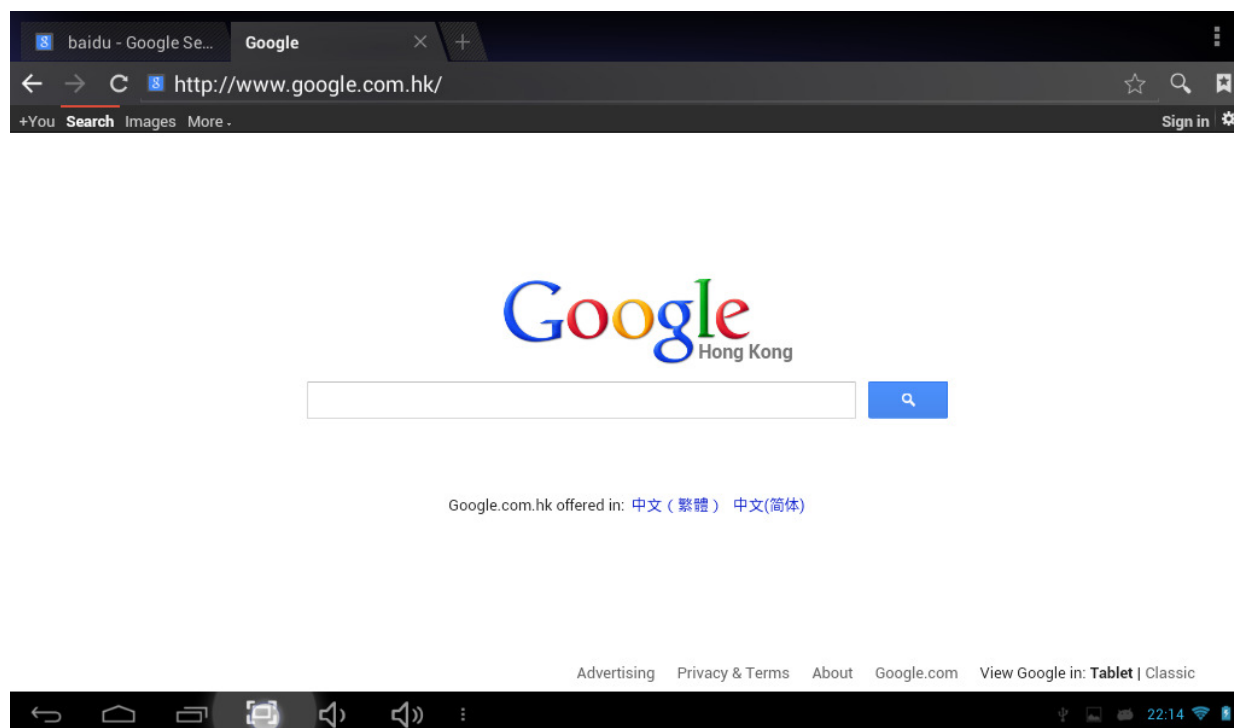 baidu - Google Se...
Google
http://www.google.com.hk/
+You Search Images More
Sign in
Google
Hong Kong
Google.com.hk offered in: 中文（繁體） 中文(简体)
Advertising Privacy & Terms About Google.com View Google in: Tablet | Classic
22:14